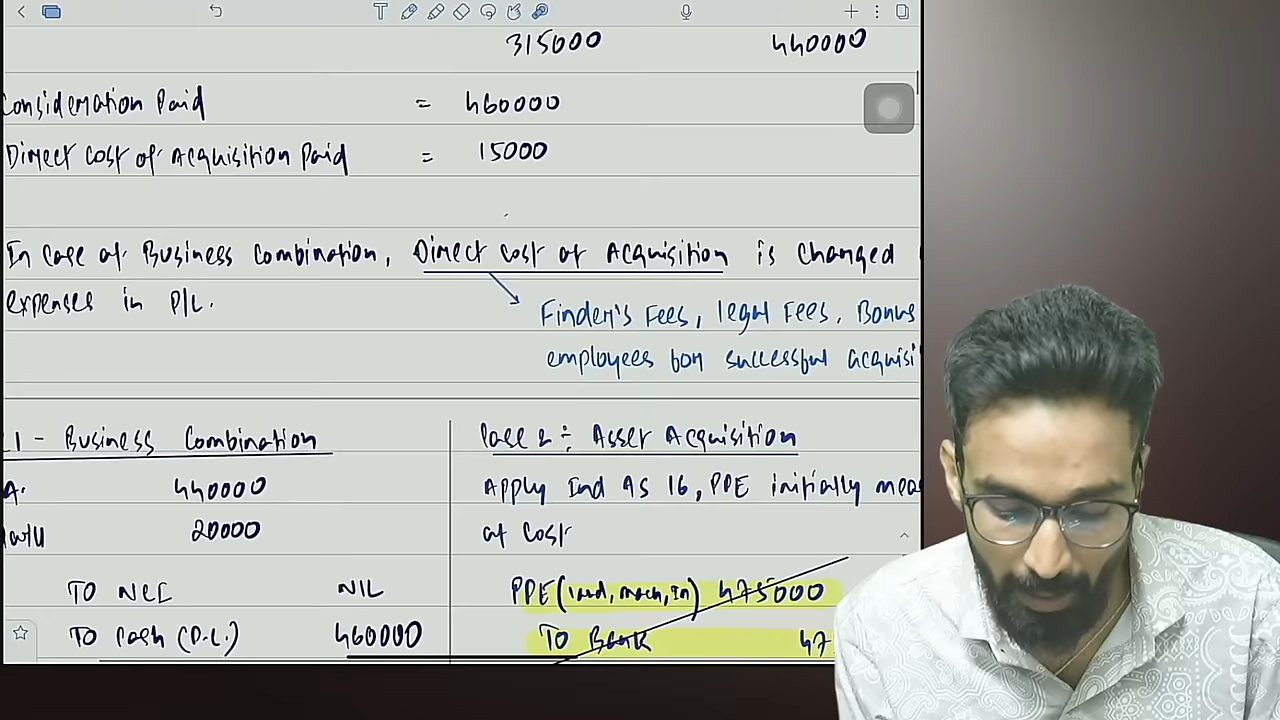 315000 440000
Consideration Paid = 460000
Direct Cost of Acquisition Paid = 15000
In Case of Business Combination, Direct Cost of Acquisition is Charged
expenses in P/L.
Finder's Fees, legal Fees, Bonus
employees for successful acquisi
1 - Business Combination
A. 440000
20000
TO NCI NIL
TO Cash (P.C.) 460000
Case 2 ÷ Asset Acquisition
Apply Ind AS 16, PPE initially mea
at Cost
PPE (land, mach, In) 475000
To Bank 47